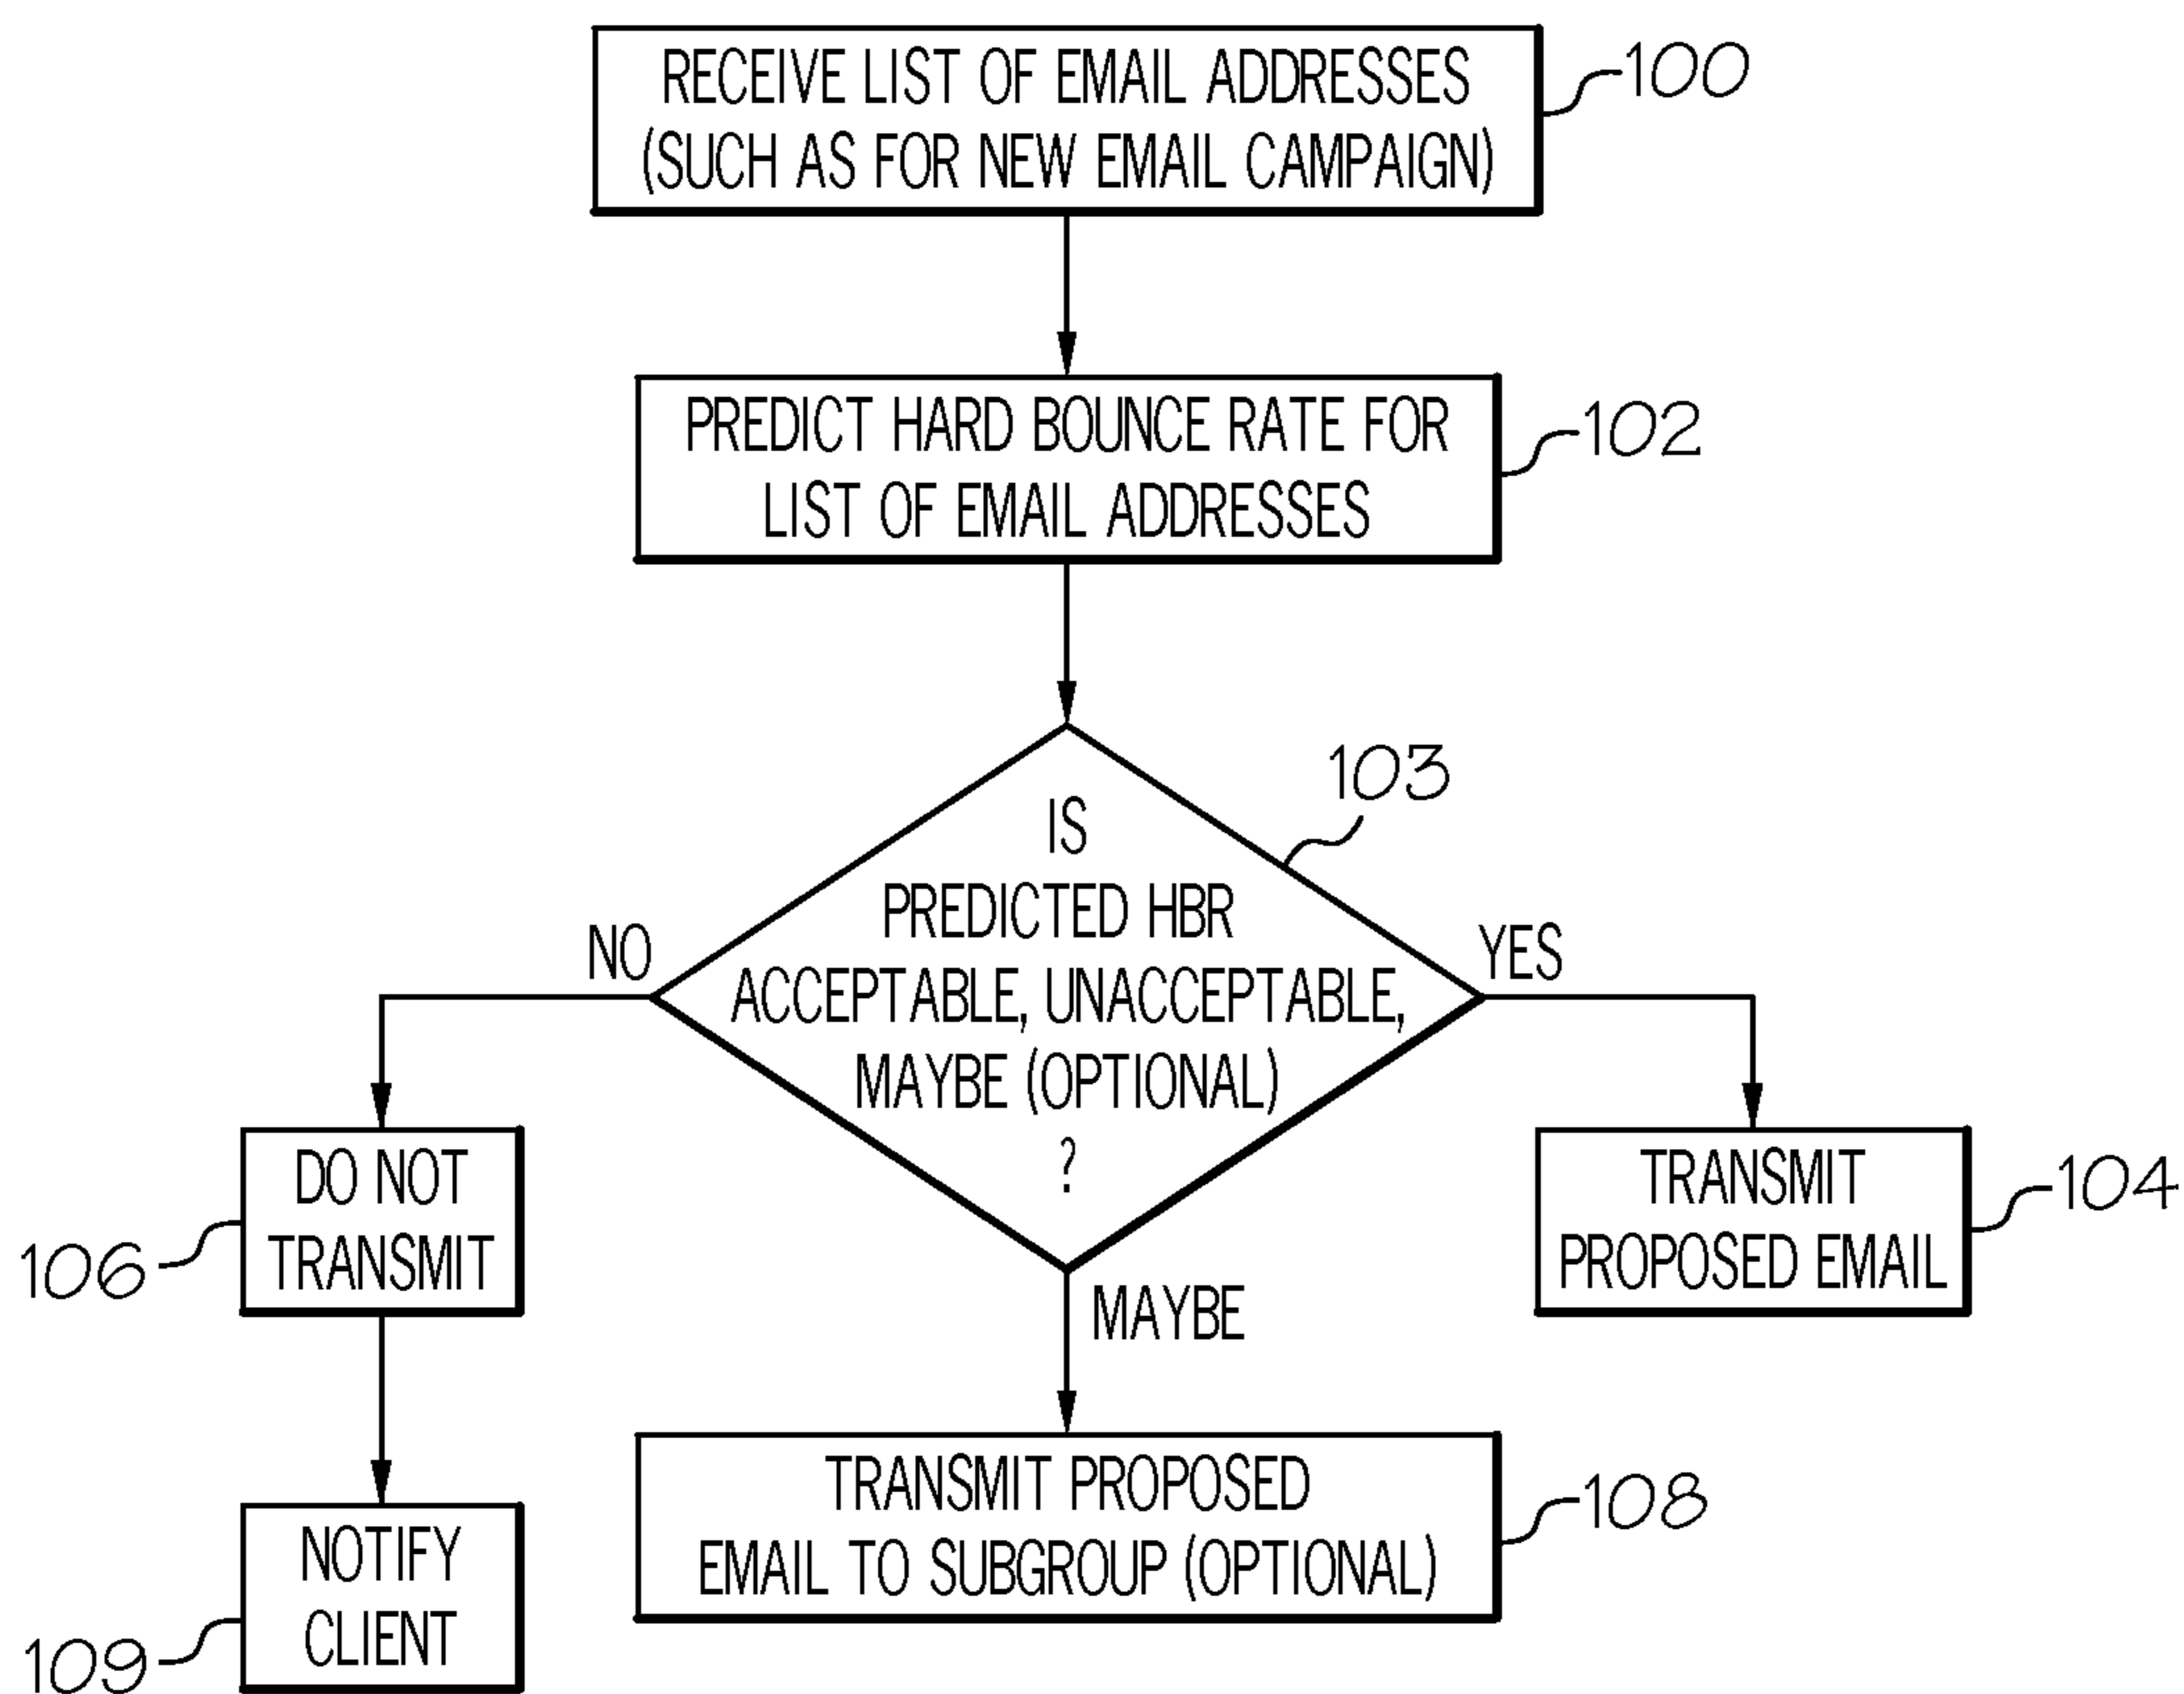 RECEIVE LIST OF EMAIL ADDRESSES
(SUCH AS FOR NEW EMAIL CAMPAIGN)
100
PREDICT HARD BOUNCE RATE FOR
LIST OF EMAIL ADDRESSES
102
103
IS
PREDICTED HBR
ACCEPTABLE, UNACCEPTABLE,
MAYBE (OPTIONAL)
?
NO
YES
MAYBE
DO NOT
TRANSMIT
106
TRANSMIT
PROPOSED EMAIL
104
NOTIFY
CLIENT
109
TRANSMIT PROPOSED
EMAIL TO SUBGROUP (OPTIONAL)
108